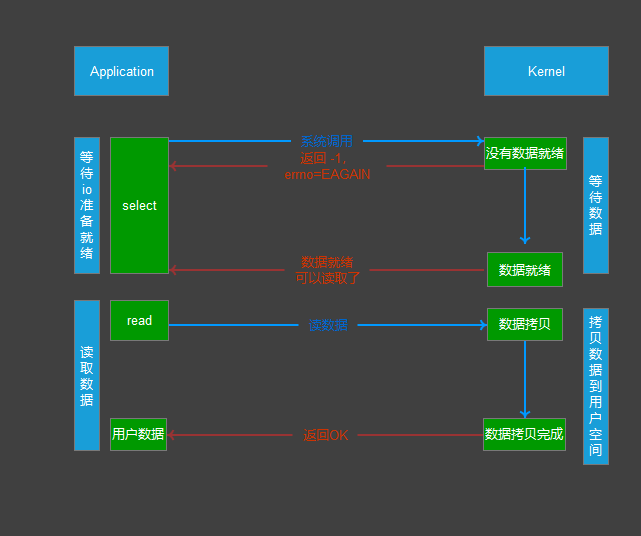 Application
Kernel
等待io准备就绪
select
系统调用
返回 -1,
errno=EAGAIN
没有数据就绪
等待数据
数据就绪
可以读取了
数据就绪
读取数据
read
读数据
数据拷贝
拷贝数据到用户空间
用户数据
返回OK
数据拷贝完成